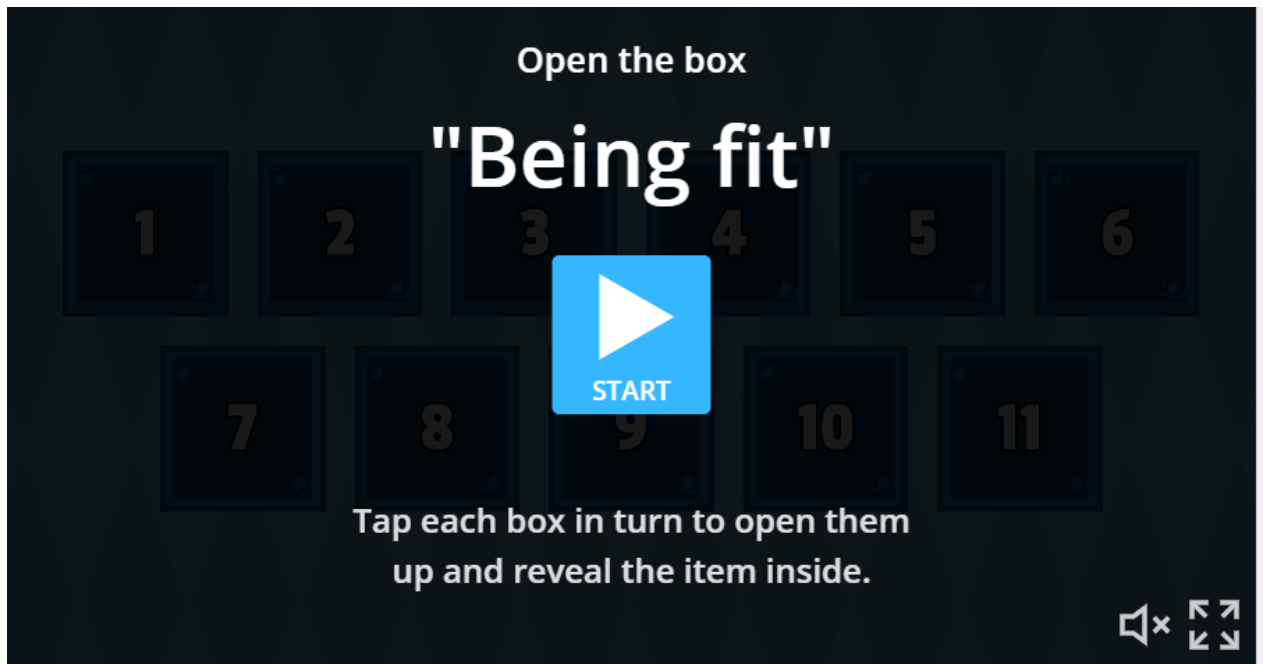 Open the box
"Being fit"
1 2 3 4 5 6
START
7 8 9 10 11
Tap each box in turn to open them
up and reveal the item inside.